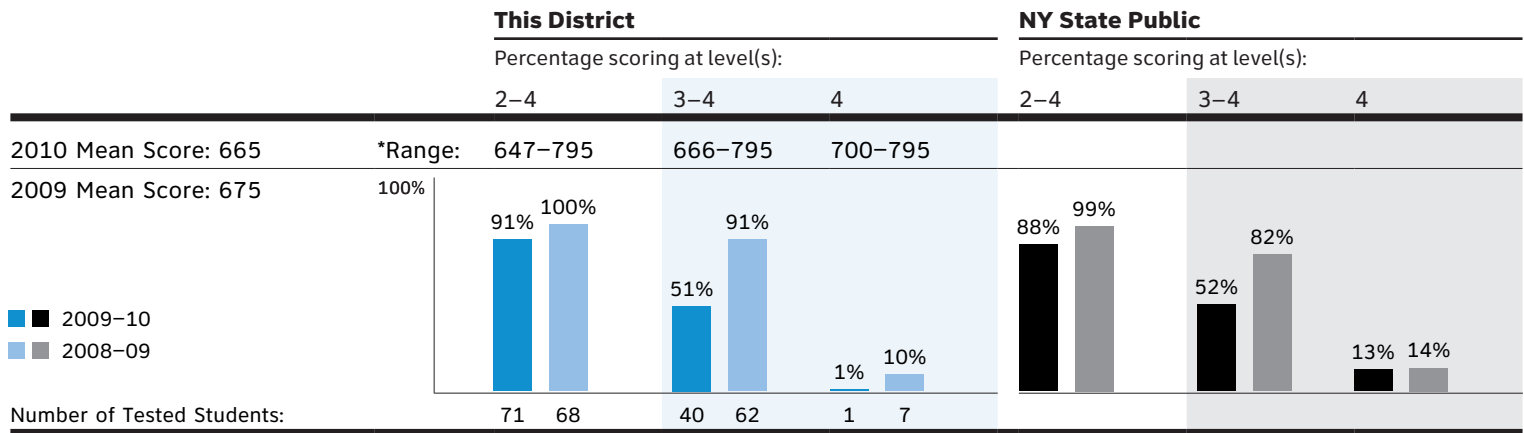 This District NY State Public
Percentage scoring at level(s): Percentage scoring at level(s):
2–4 3–4 4 2–4 3–4 4
2010 Mean Score: 665 *Range: 647–795 666–795 700–795
2009 Mean Score: 675 100%
91% 100% 51% 91% 1% 10% 88% 99% 52% 82% 13% 14%
2009–10
2008–09
Number of Tested Students: 71 68 40 62 1 7